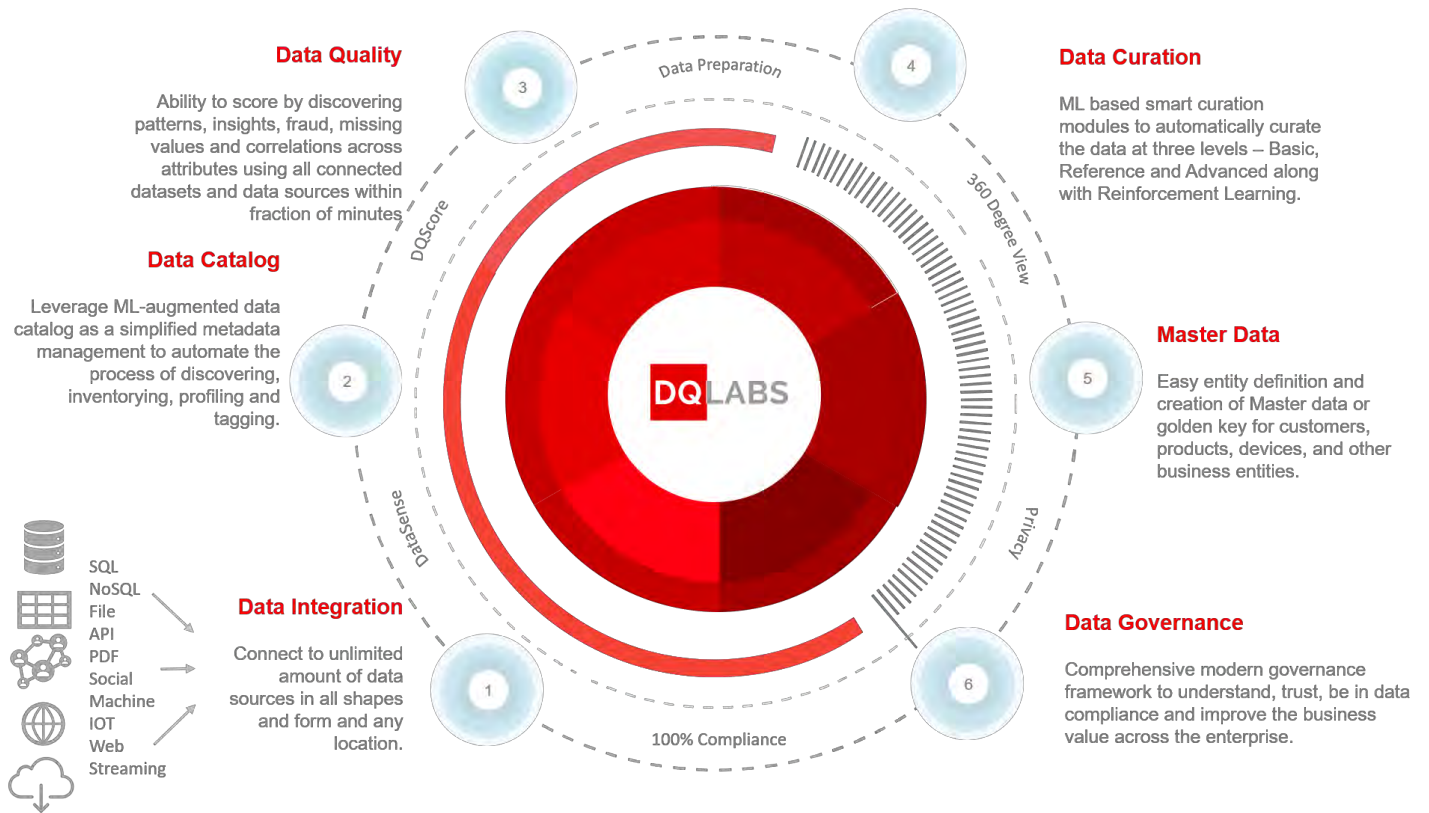 Data Quality
Ability to score by discovering
patterns, insights, fraud, missing
values and correlations across
attributes using all connected
datasets and data sources within
fraction of minutes
3
Data Preparation
4
Data Curation
ML based smart curation
modules to automatically curate
the data at three levels – Basic,
Reference and Advanced along
with Reinforcement Learning.
DQScore
360 Degree View
Data Catalog
Leverage ML-augmented data
catalog as a simplified metadata
management to automate the
process of discovering,
inventorying, profiling and
tagging.
2
DQLABS
5
Master Data
Easy entity definition and
creation of Master data or
golden key for customers,
products, devices, and other
business entities.
DataSense
Privacy
SQL
NoSQL
File
API
PDF
Social
Machine
IOT
Web
Streaming
Data Integration
Connect to unlimited
amount of data
sources in all shapes
and form and any
location.
1
100% Compliance
6
Data Governance
Comprehensive modern governance
framework to understand, trust, be in data
compliance and improve the business
value across the enterprise.